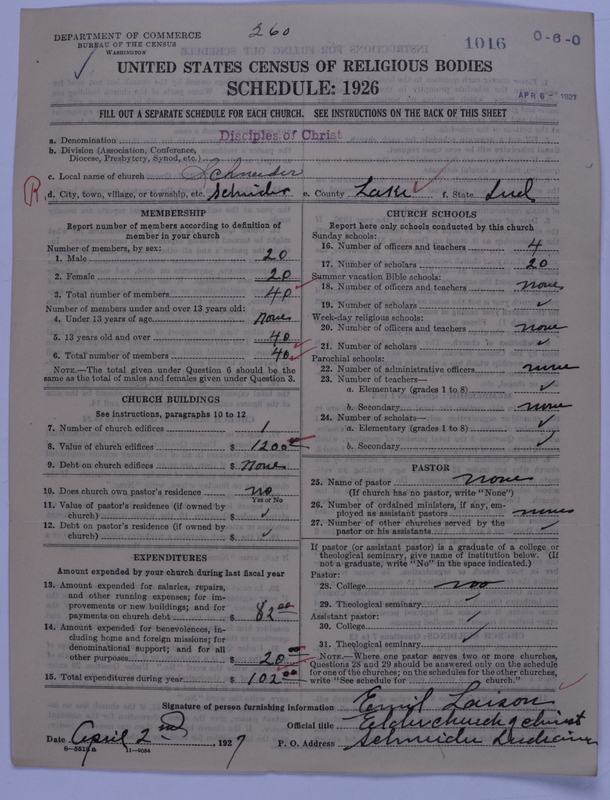 DEPARTMENT OF COMMERCE
BUREAU OF THE CENSUS
WASHINGTON
260
1016
0-6-0
UNITED STATES CENSUS OF RELIGIOUS BODIES
SCHEDULE: 1926
APR 6 - 1927
FILL OUT A SEPARATE SCHEDULE FOR EACH CHURCH. SEE INSTRUCTIONS ON THE BACK OF THIS SHEET
a. Denomination Disciples of Christ
b. Division (Association, Conference, Diocese, Presbytery, Synod, etc.)
c. Local name of church Schneider
R d. City, town, village, or township, etc. Schnider e. County Lake f. State Ind
MEMBERSHIP
Report number of members according to definition of
member in your church
Number of members, by sex:
1. Male 20
2. Female 20
3. Total number of members 40
Number of members under and over 13 years old:
4. Under 13 years of age none
5. 13 years old and over 40
6. Total number of members 40
NOTE.—The total given under Question 6 should be the
same as the total of males and females given under Question 3.
CHURCH BUILDINGS
See instructions, paragraphs 10 to 12
7. Number of church edifices 1
8. Value of church edifices $ 1200.00
9. Debt on church edifices $ none
10. Does church own pastor's residence no
Yes or No
11. Value of pastor's residence (if owned by
church) $ ✓
12. Debt on pastor's residence (if owned by
church) $ ✓
EXPENDITURES
Amount expended by your church during last fiscal year
13. Amount expended for salaries, repairs,
and other running expenses; for im-
provements or new buildings; and for
payments on church debt $ 82.00
14. Amount expended for benevolences, in-
cluding home and foreign missions; for
denominational support; and for all
other purposes $ 20.00
15. Total expenditures during year $ 102.00
CHURCH SCHOOLS
Report here only schools conducted by this church
Sunday schools:
16. Number of officers and teachers 4
17. Number of scholars 20
Summer vacation Bible schools:
18. Number of officers and teachers none
19. Number of scholars ✓
Week-day religious schools:
20. Number of officers and teachers none
21. Number of scholars ✓
Parochial schools:
22. Number of administrative officers none
23. Number of teachers—
a. Elementary (grades 1 to 8) ✓
b. Secondary none
24. Number of scholars—
a. Elementary (grades 1 to 8) ✓
b. Secondary ✓
PASTOR
25. Name of pastor none
(If church has no pastor, write "None")
26. Number of ordained ministers, if any, em-
ployed as assistant pastors none
27. Number of other churches served by the
pastor or his assistants ✓
If pastor (or assistant pastor) is a graduate of a college or
theological seminary, give name of institution below. (If
not a graduate, write "No" in the space indicated.)
Pastor:
28. College no
29. Theological seminary ✓
Assistant pastor:
30. College ✓
31. Theological seminary ✓
NOTE.—Where one pastor serves two or more churches,
Questions 28 and 29 should be answered only on the schedule
for one of the churches; on the schedules for the other churches,
write "See schedule for church."
Signature of person furnishing information Emil Laison
Official title Elder church of christ
Date April 2nd, 1927 P. O. Address Schneider Indiana
8—5513a 11—9084